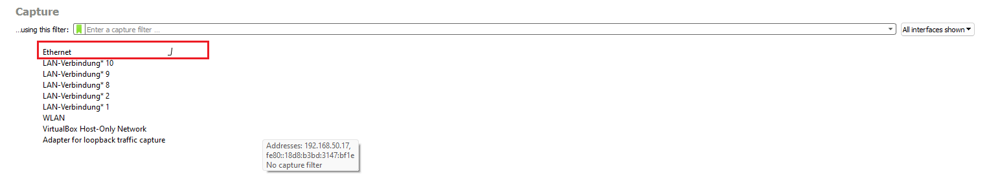 Capture
...using this filter: Enter a capture filter ... All interfaces shown
Ethernet
LAN-Verbindung* 10
LAN-Verbindung* 9
LAN-Verbindung* 8
LAN-Verbindung* 2
LAN-Verbindung* 1
WLAN
VirtualBox Host-Only Network
Adapter for loopback traffic capture
Addresses: 192.168.50.17,
fe80::18d8:b3bd:3147:bf1e
No capture filter